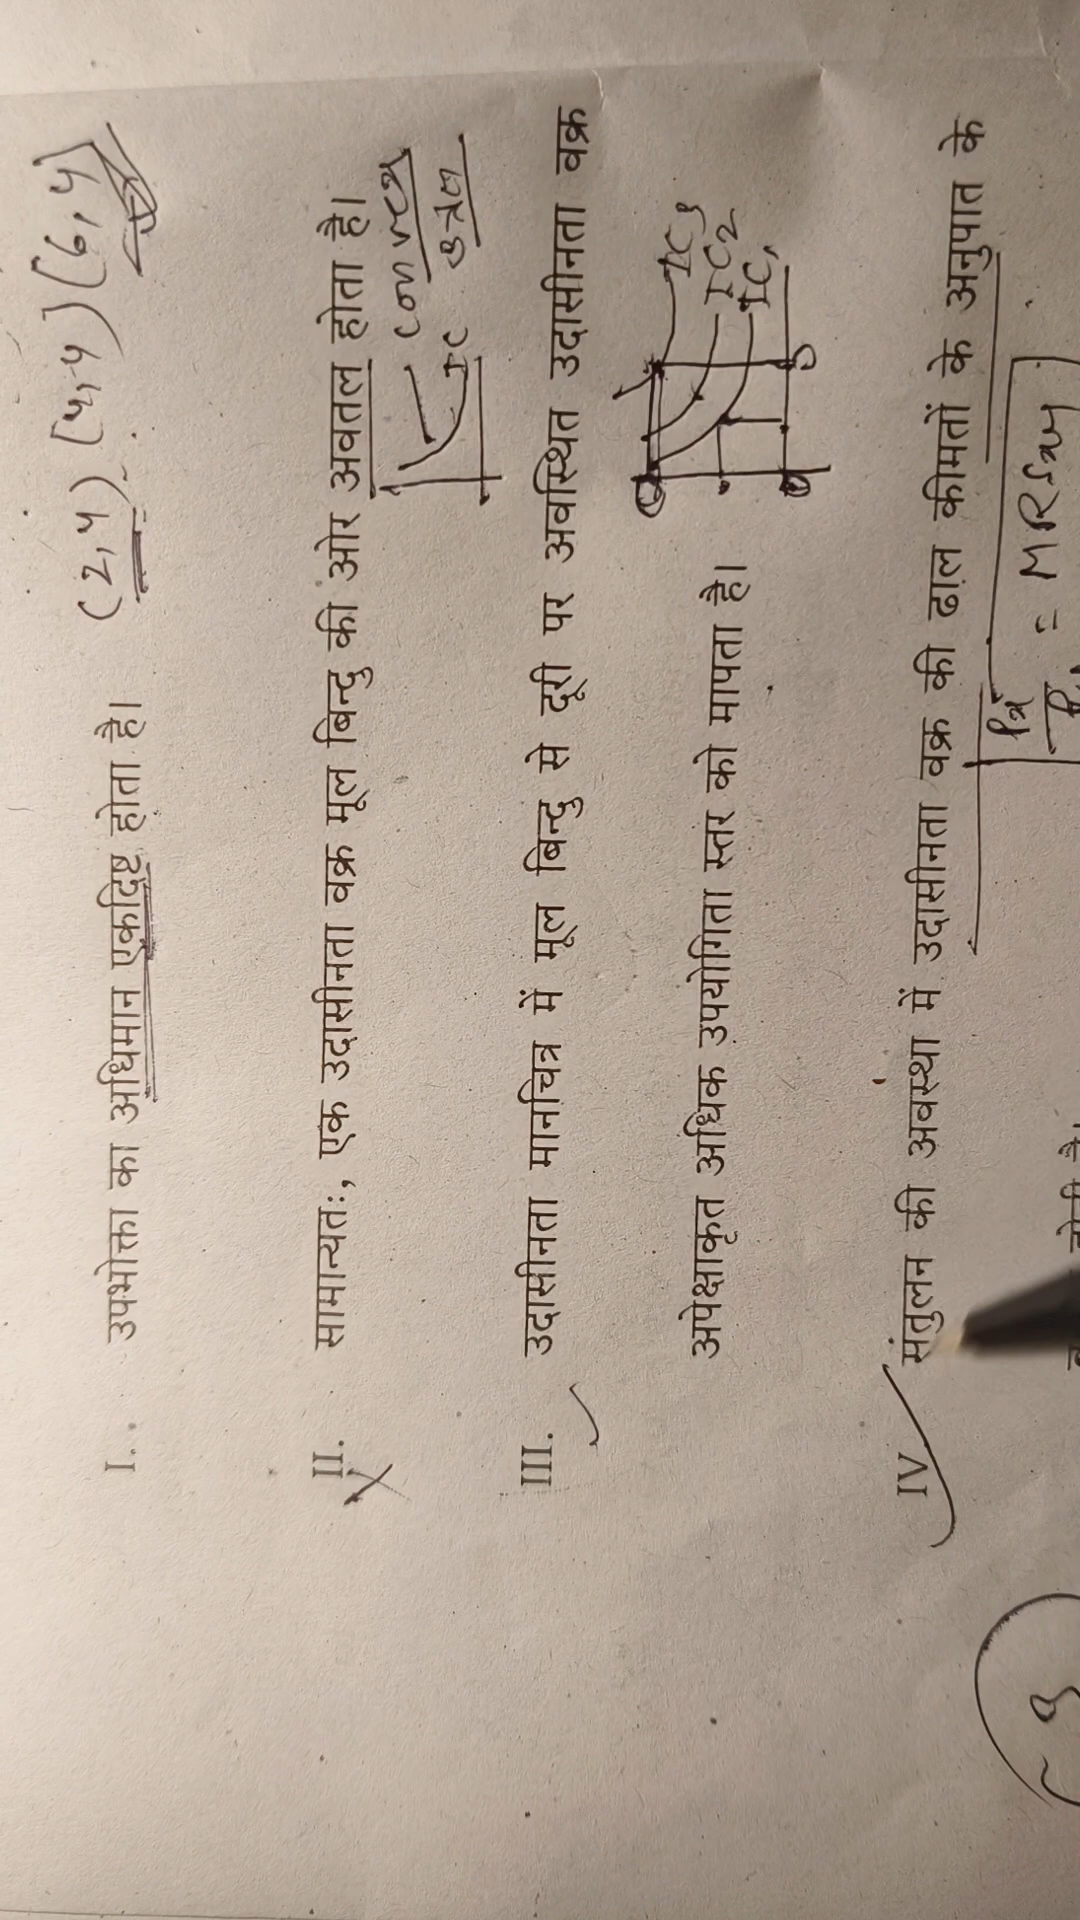 (2,4) (4,4) (6,4)
I. उपभोक्ता का अधिमान एकदिष्ट होता है।
II. सामान्यतः, एक उदासीनता वक्र मूल बिन्दु की ओर अवतल होता है।
convex
उत्तल
IC
III. उदासीनता मानचित्र में मूल बिन्दु से दूरी पर अवस्थित उदासीनता वक्र
IC3
IC2
IC1
अपेक्षाकृत अधिक उपयोगिता स्तर को मापता है।
IV. संतुलन की अवस्था में उदासीनता वक्र की ढाल कीमतों के अनुपात के
= MRSxy